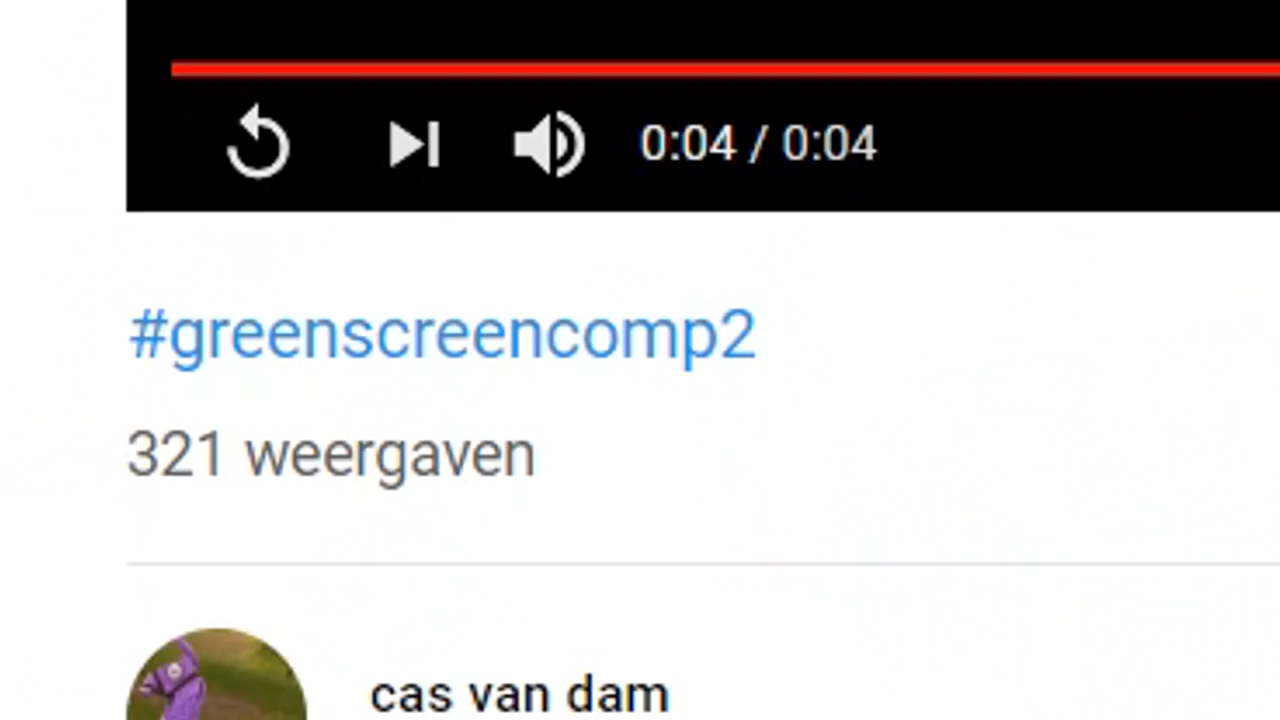 0:04 / 0:04
#greenscreencomp2
321 weergaven
cas van dam